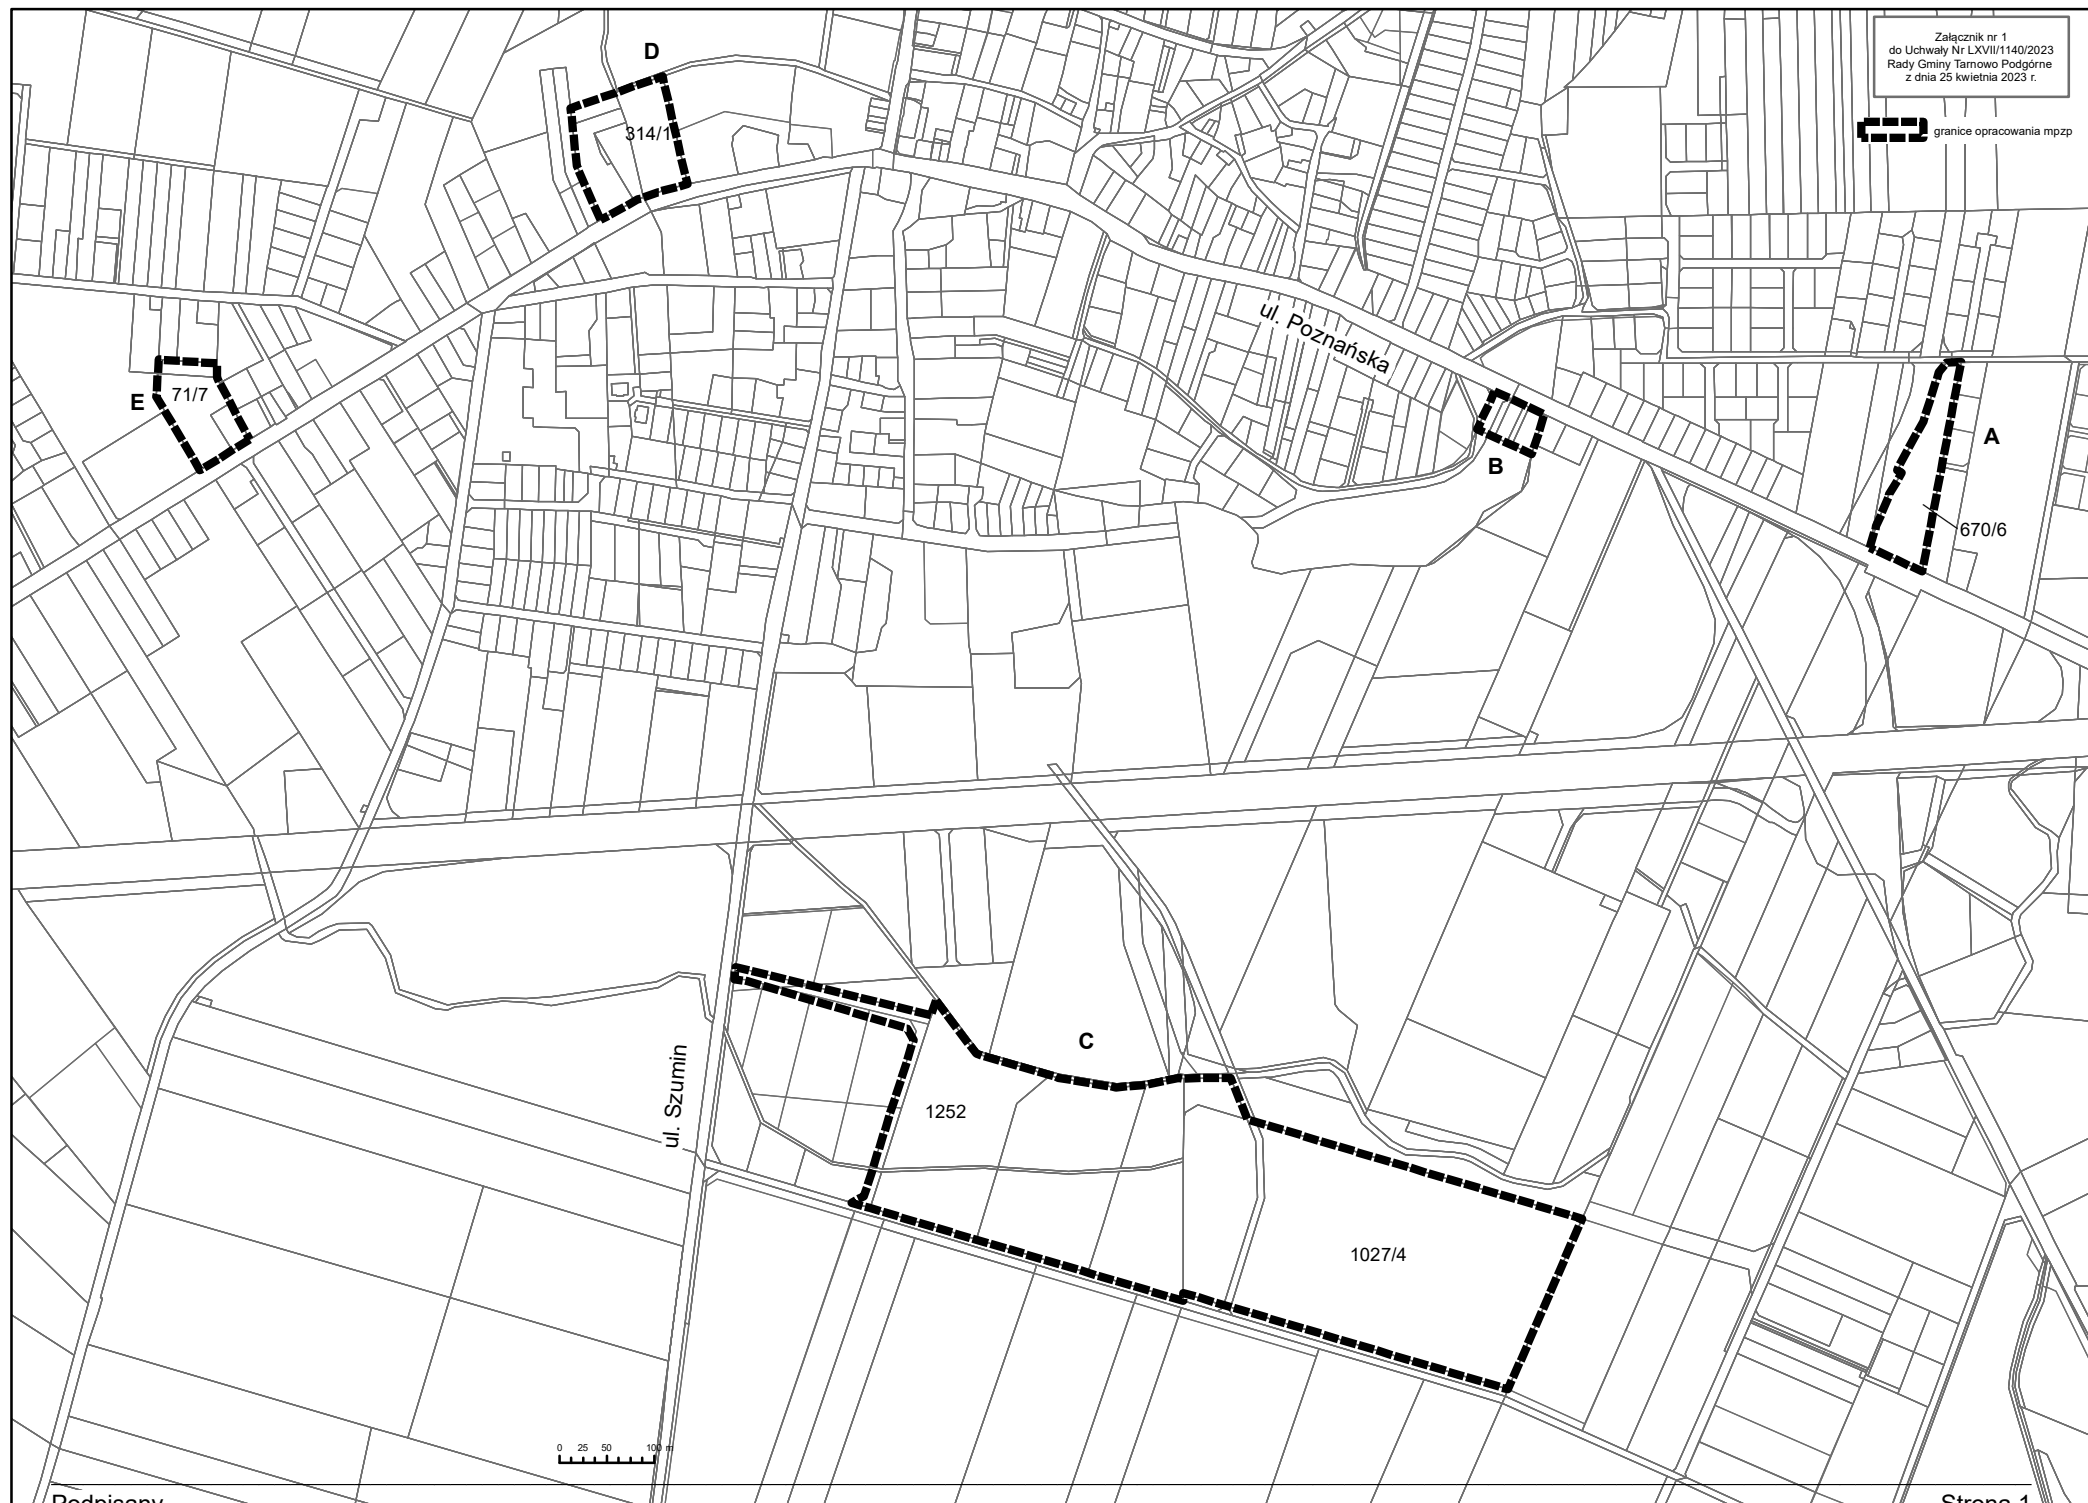 Załącznik nr 1
do Uchwały Nr LXVII/1140/2023
Rady Gminy Tarnowo Podgórne
z dnia 25 kwietnia 2023 r.
granice opracowania mpzp
D
314/1
ul. Poznańska
E
71/7
B
A
670/6
C
ul. Szumin
1252
1027/4
0 25 50 100 m
Podpisany
Strona 1